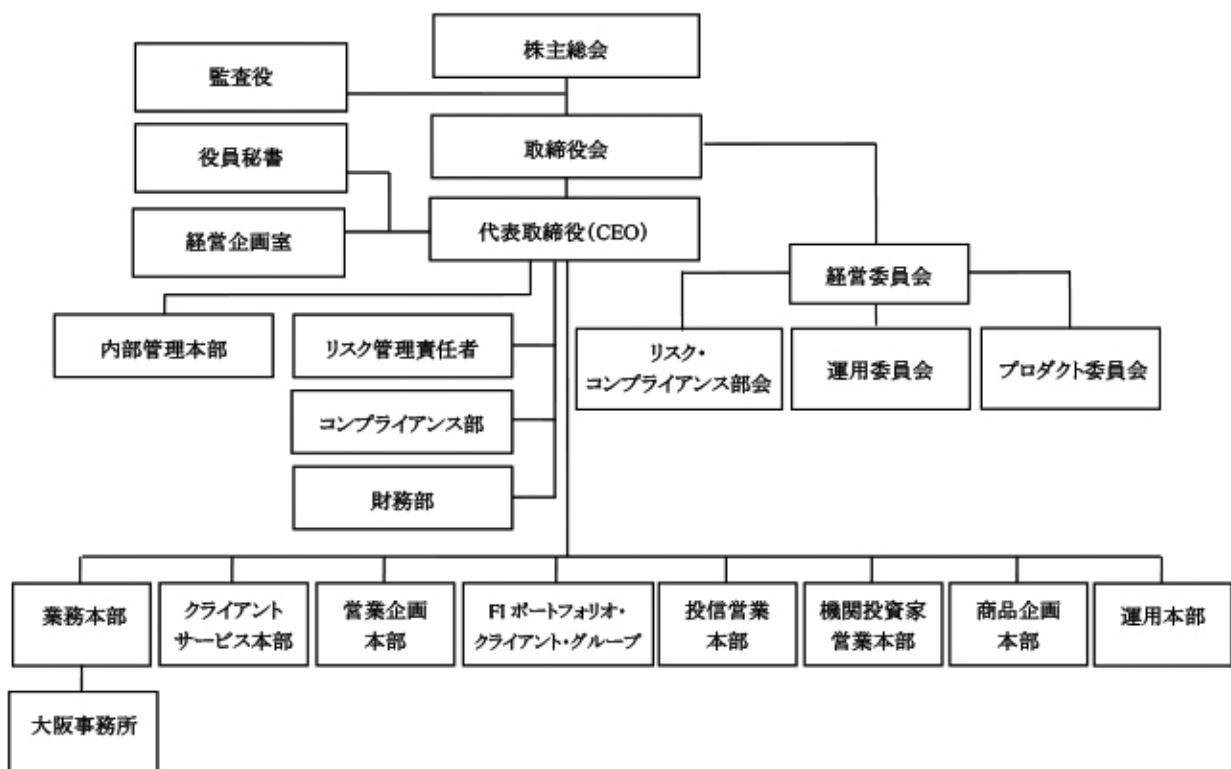 株主総会
監査役
取締役会
役員秘書
代表取締役(CEO)
経営企画室
経営委員会
内部管理本部
リスク管理責任者
リスク・
コンプライアンス部会
運用委員会
プロダクト委員会
コンプライアンス部
財務部
業務本部
クライアント
サービス本部
営業企画
本部
FIポートフォリオ・
クライアント・グループ
投信営業
本部
機関投資家
営業本部
商品企画
本部
運用本部
大阪事務所